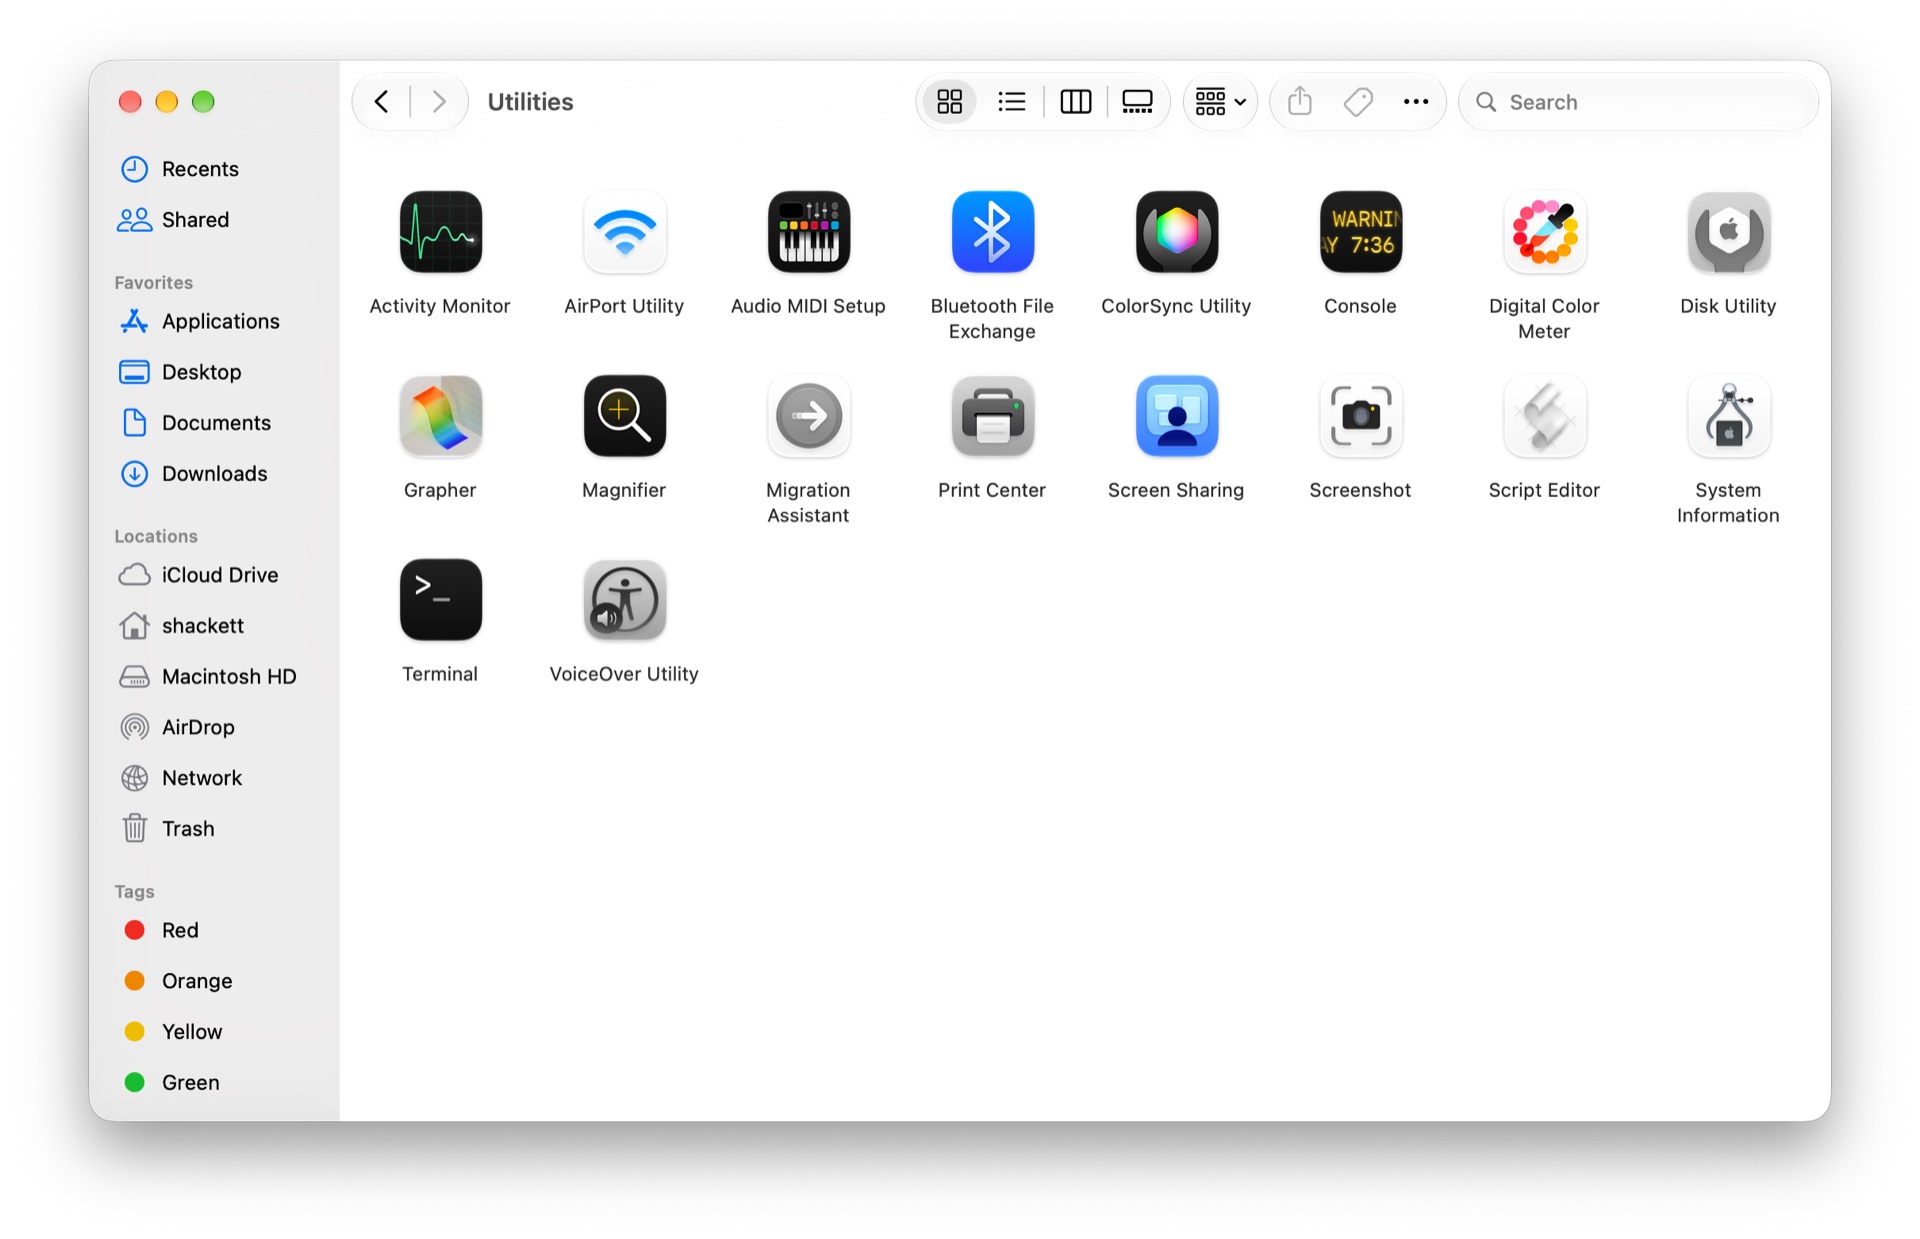 Utilities
Search
Recents
Shared
Favorites
Applications
Desktop
Documents
Downloads
Locations
iCloud Drive
shackett
Macintosh HD
AirDrop
Network
Trash
Tags
Red
Orange
Yellow
Green
WARNIN
AY 7:36
Activity Monitor
AirPort Utility
Audio MIDI Setup
Bluetooth File
Exchange
ColorSync Utility
Console
Digital Color
Meter
Disk Utility
Grapher
Magnifier
Migration
Assistant
Print Center
Screen Sharing
Screenshot
Script Editor
System
Information
>_
Terminal
VoiceOver Utility